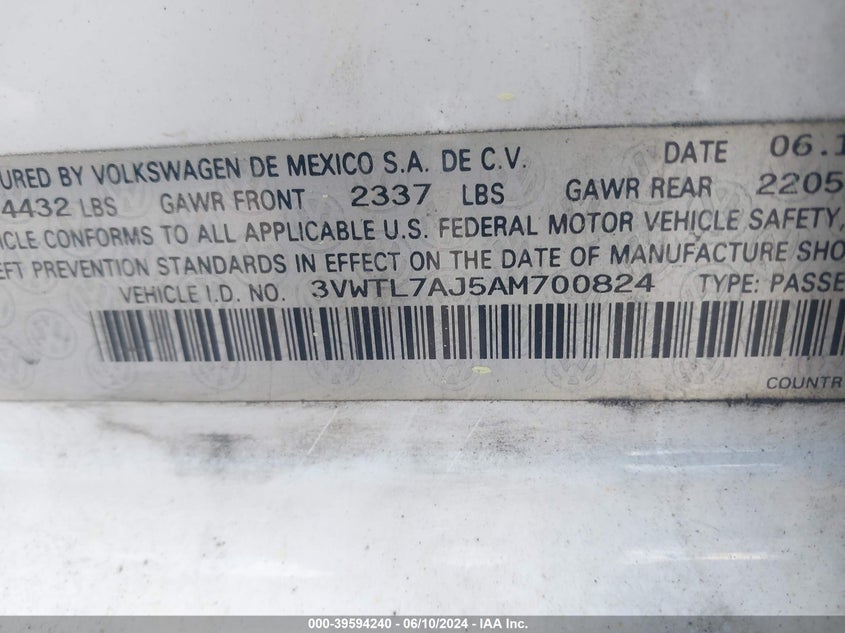 URED BY VOLKSWAGEN DE MEXICO S.A. DE C.V. DATE 06.1
4432 LBS GAWR FRONT 2337 LBS GAWR REAR 2205
ICLE CONFORMS TO ALL APPLICABLE U.S. FEDERAL MOTOR VEHICLE SAFETY,
EFT PREVENTION STANDARDS IN EFFECT ON THE DATE OF MANUFACTURE SHO
VEHICLE I.D. NO. 3VWTL7AJ5AM700824 TYPE: PASSE
COUNTR
000-39594240 - 06/10/2024 - IAA Inc.